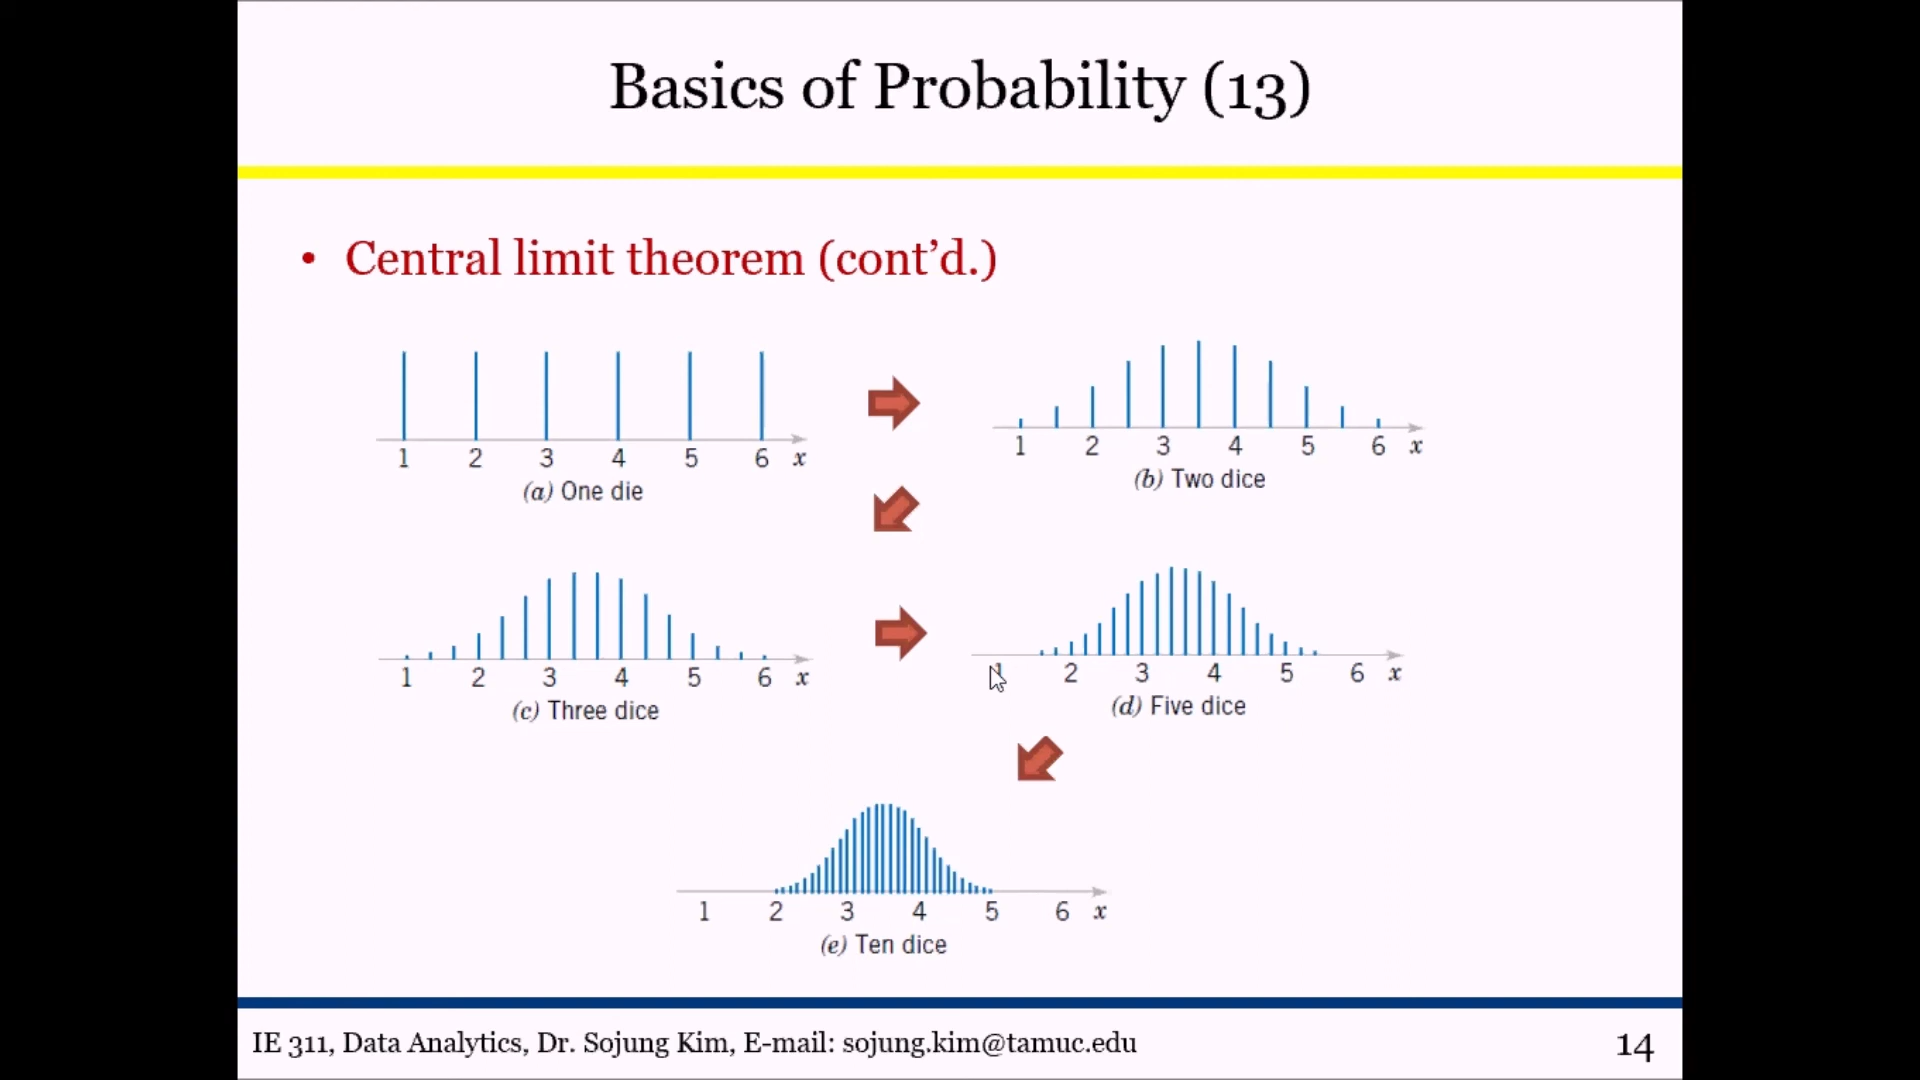 Basics of Probability (13)
• Central limit theorem (cont’d.)
1 2 3 4 5 6 x
(a) One die
1 2 3 4 5 6 x
(b) Two dice
1 2 3 4 5 6 x
(c) Three dice
2 3 4 5 6 x
(d) Five dice
1 2 3 4 5 6 x
(e) Ten dice
IE 311, Data Analytics, Dr. Sojung Kim, E-mail: sojung.kim@tamuc.edu
14